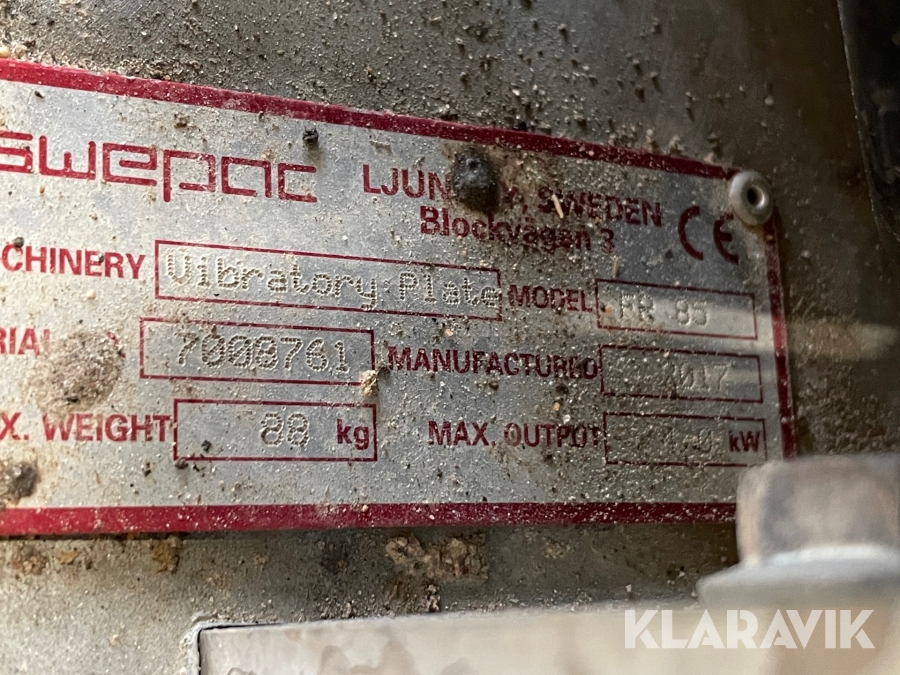 swepac LJUN SWEDEN
Blockvägen 3
CE
CHINERY Vibratory Plate MODEL FR 85
RIAL 7008761 MANUFACTURED 2017
X. WEIGHT 88 kg MAX. OUTPUT kW
KLARAVIK